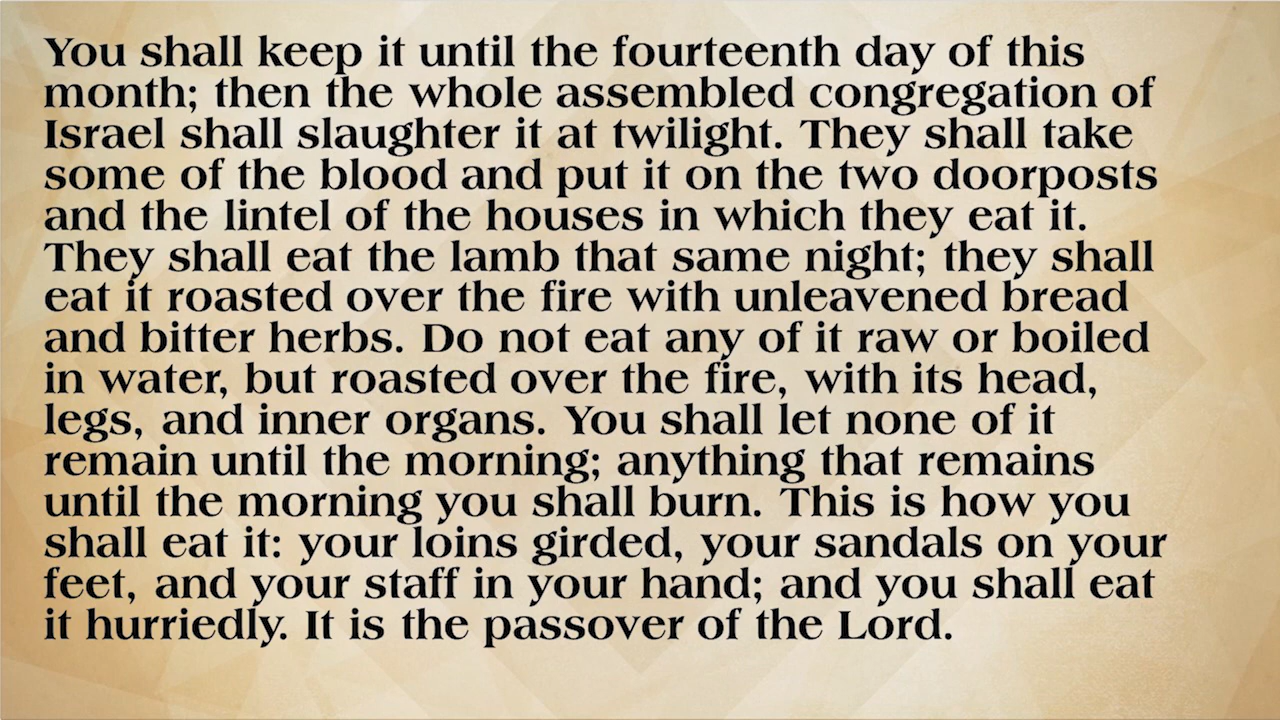 You shall keep it until the fourteenth day of this
month; then the whole assembled congregation of
Israel shall slaughter it at twilight. They shall take
some of the blood and put it on the two doorposts
and the lintel of the houses in which they eat it.
They shall eat the lamb that same night; they shall
eat it roasted over the fire with unleavened bread
and bitter herbs. Do not eat any of it raw or boiled
in water, but roasted over the fire, with its head,
legs, and inner organs. You shall let none of it
remain until the morning; anything that remains
until the morning you shall burn. This is how you
shall eat it: your loins girded, your sandals on your
feet, and your staff in your hand; and you shall eat
it hurriedly. It is the passover of the Lord.